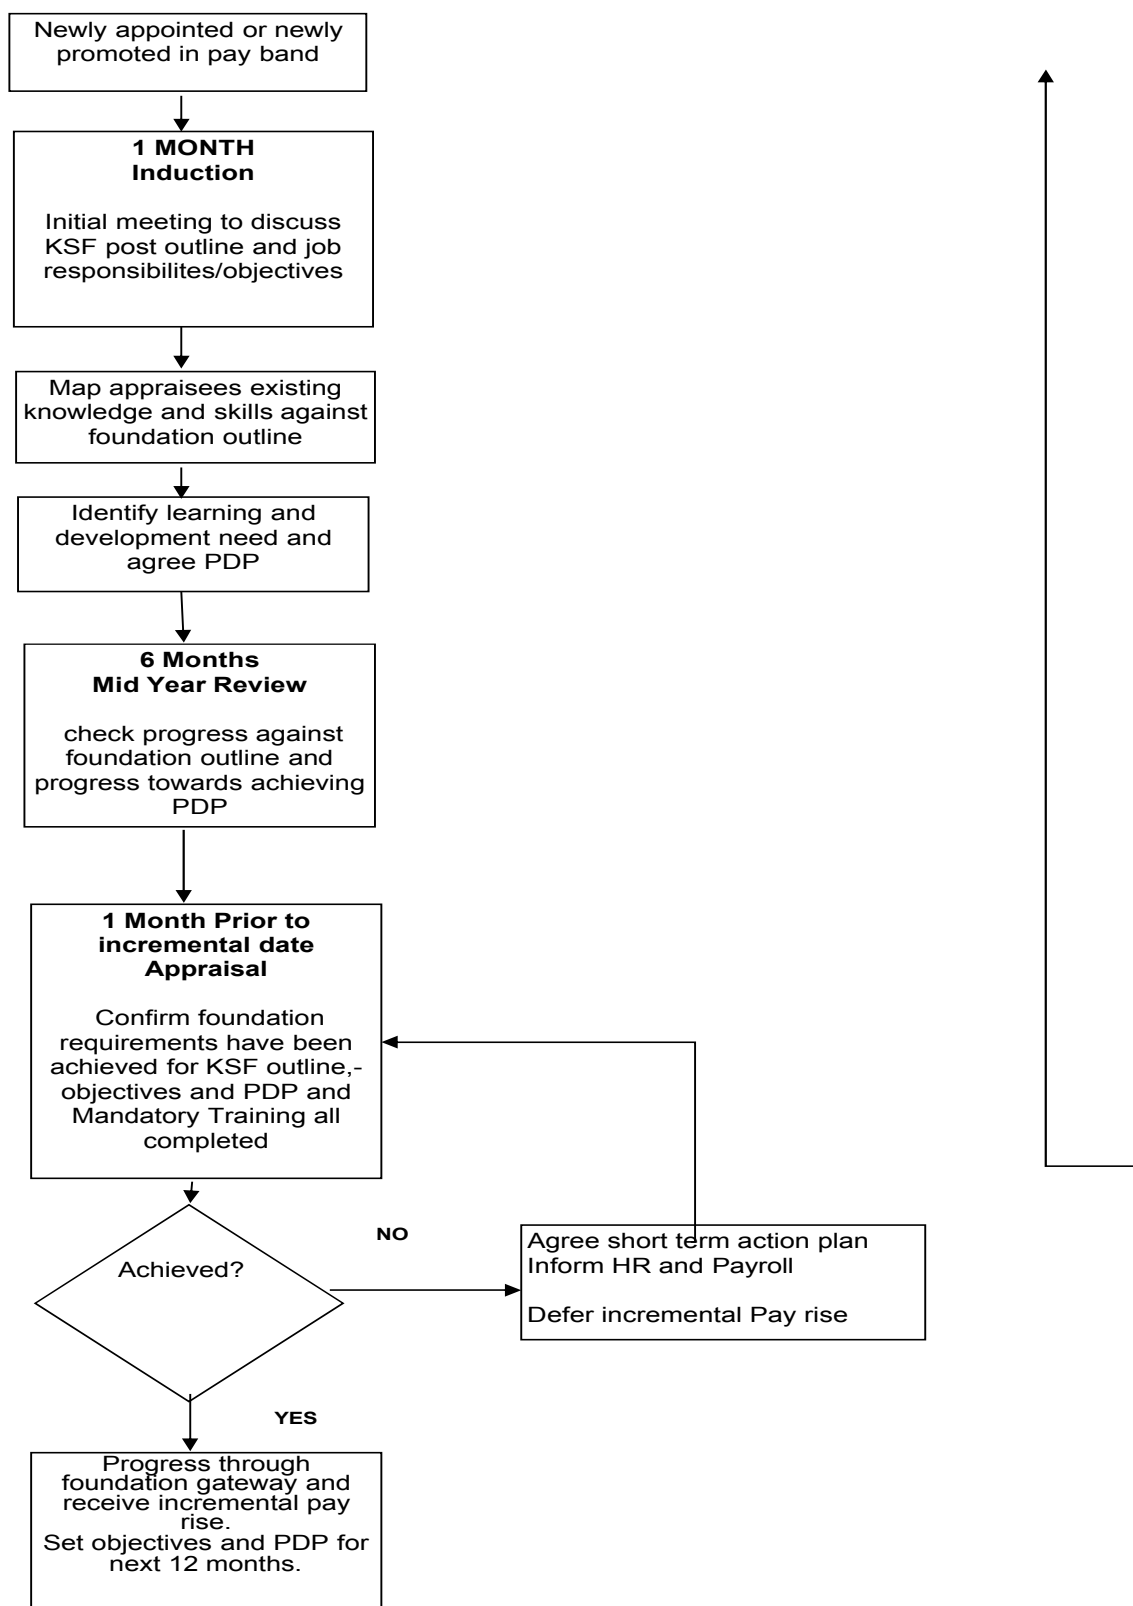 Newly appointed or newly
promoted in pay band
1 MONTH
Induction
Initial meeting to discuss
KSF post outline and job
responsibilites/objectives
Map appraisees existing
knowledge and skills against
foundation outline
Identify learning and
development need and
agree PDP
6 Months
Mid Year Review
check progress against
foundation outline and
progress towards achieving
PDP
1 Month Prior to
incremental date
Appraisal
Confirm foundation
requirements have been
achieved for KSF outline,-
objectives and PDP and
Mandatory Training all
completed
Achieved?
NO
Agree short term action plan
Inform HR and Payroll
Defer incremental Pay rise
YES
Progress through
foundation gateway and
receive incremental pay
rise.
Set objectives and PDP for
next 12 months.